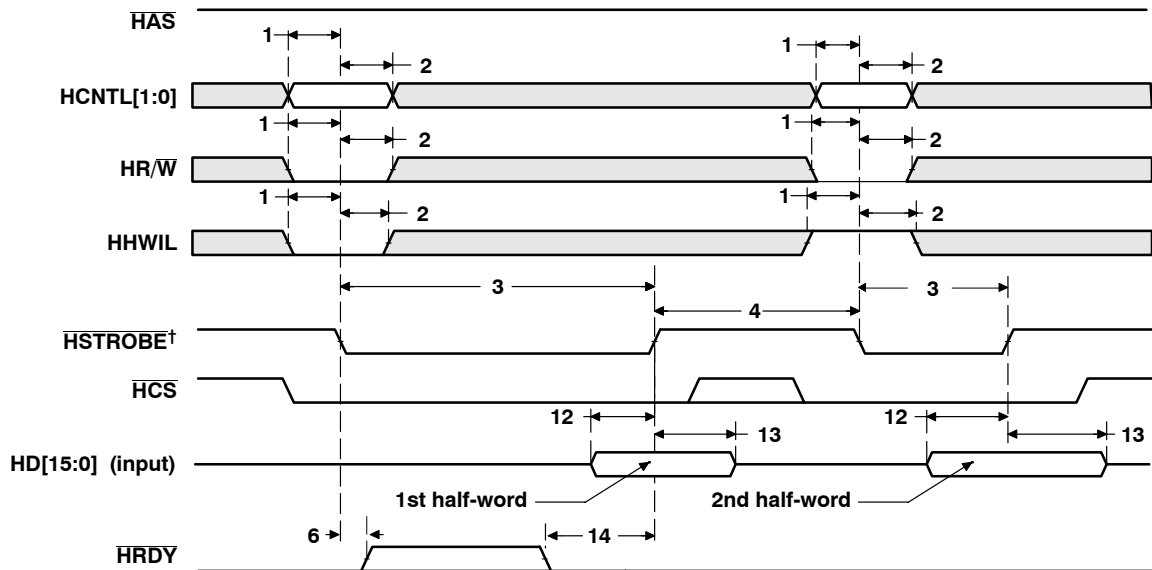 HAS
1
1
2
2
HCNTL[1:0]
1
1
2
2
HR/W
1
1
2
2
HHWIL
3
3
4
HSTROBE†
HCS
12
12
13
13
HD[15:0] (input)
1st half-word
2nd half-word
6
14
HRDY